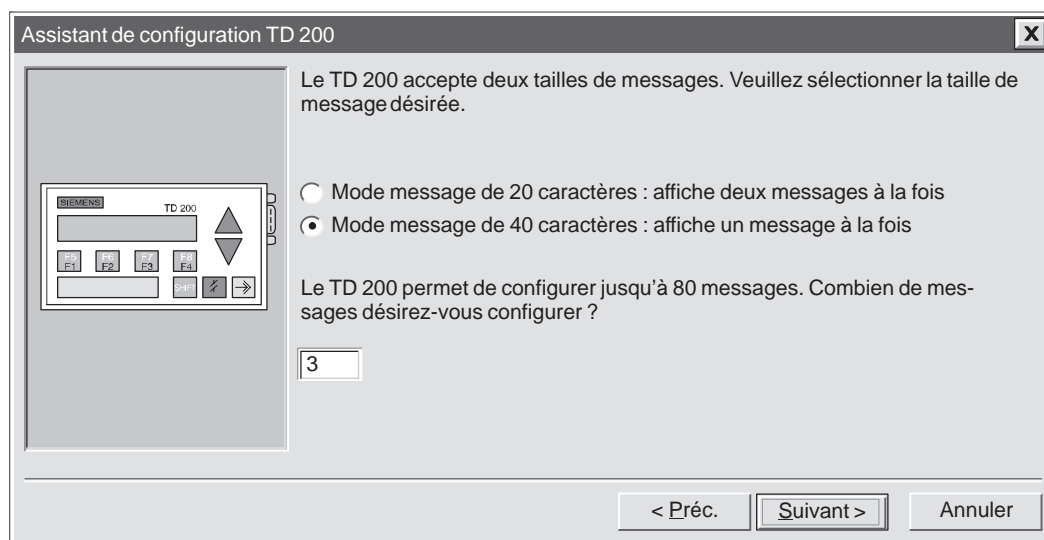 Assistant de configuration TD 200
X
Le TD 200 accepte deux tailles de messages. Veuillez sélectionner la taille de
message désirée.
SIEMENS
TD 200
F5 F6 F7 F8
F1 F2 F3 F4
SHIFT
Mode message de 20 caractères : affiche deux messages à la fois
Mode message de 40 caractères : affiche un message à la fois
Le TD 200 permet de configurer jusqu'à 80 messages. Combien de mes-
sages désirez-vous configurer ?
3
< Préc.
Suivant >
Annuler